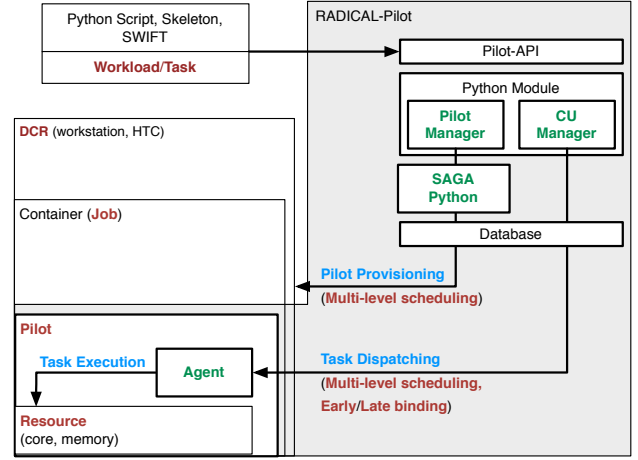 Python Script, Skeleton,
SWIFT
Workload/Task
RADICAL-Pilot
Pilot-API
Python Module
Pilot
Manager
CU
Manager
SAGA
Python
Database
DCR (workstation, HTC)
Container (Job)
Pilot Provisioning
(Multi-level scheduling)
Pilot
Task Execution
Agent
Task Dispatching
(Multi-level scheduling,
Early/Late binding)
Resource
(core, memory)